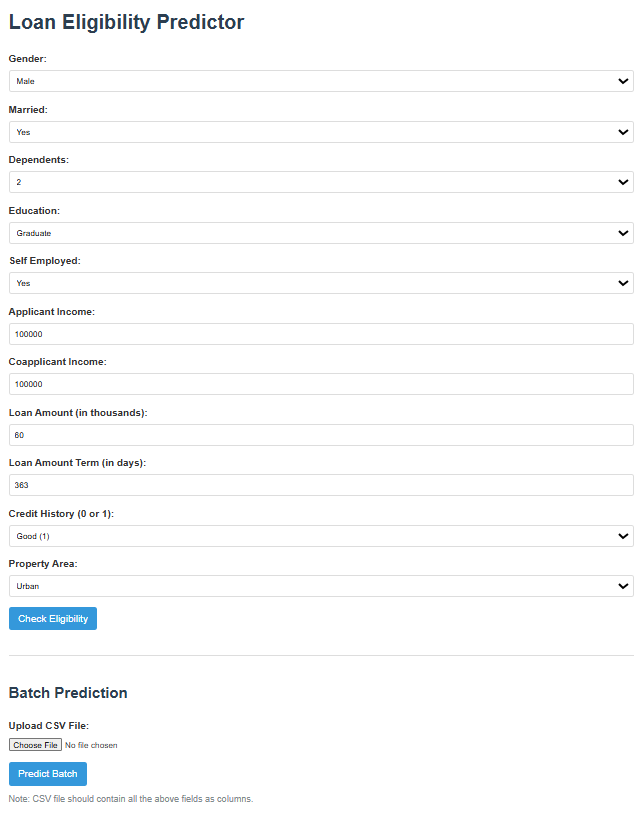 Loan Eligibility Predictor
Gender:
Male
Married:
Yes
Dependents:
2
Education:
Graduate
Self Employed:
Yes
Applicant Income:
100000
Coapplicant Income:
100000
Loan Amount (in thousands):
60
Loan Amount Term (in days):
363
Credit History (0 or 1):
Good (1)
Property Area:
Urban
Check Eligibility
Batch Prediction
Upload CSV File:
Choose File No file chosen
Predict Batch
Note: CSV file should contain all the above fields as columns.